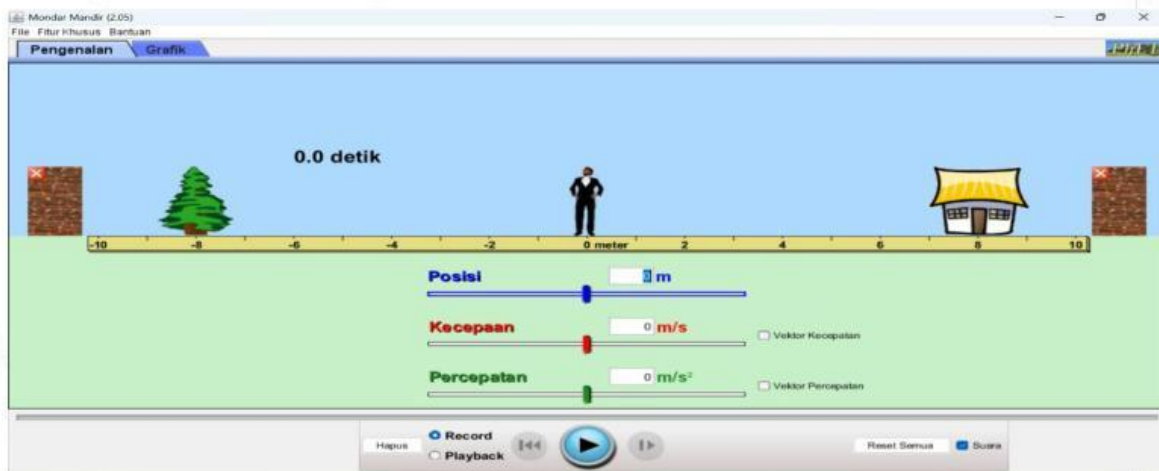 Mondar Mandir (2.05)
File Fitur Khusus Bantuan
Pengenalan Grafik
0.0 detik
-10 -8 -6 -4 -2 0 meter 2 4 6 8 10
Posisi 0 m
Kecepaan 0 m/s
Vektor Kecepatan
Percepatan 0 m/s²
Vektor Percepatan
Hapus
Record
Playback
Reset Semua
Suara